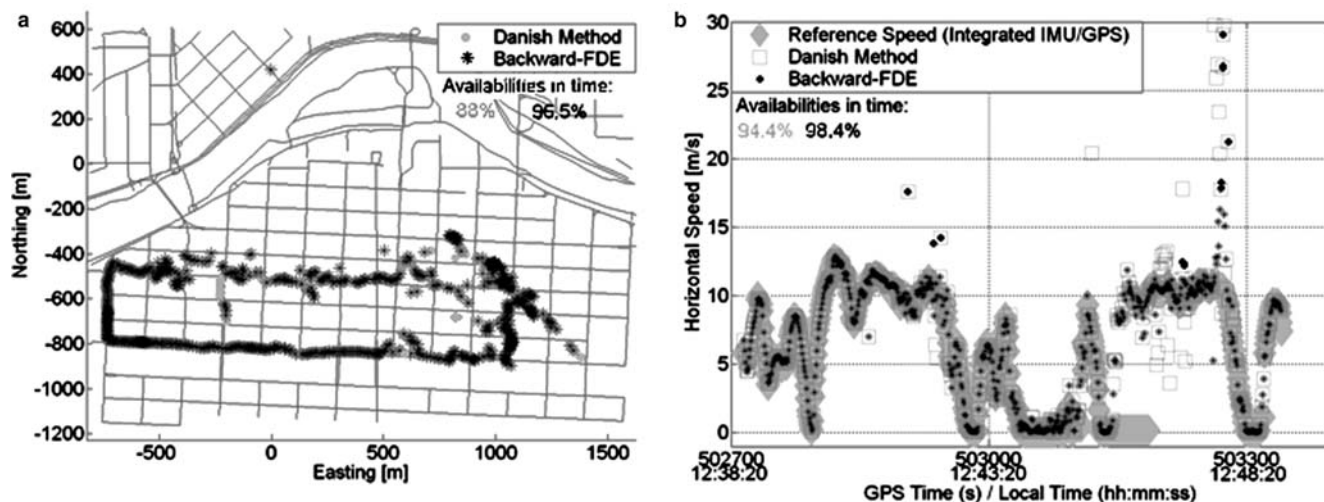 a
600
400
200
0
-200
-400
-600
-800
-1000
-1200
Northing [m]
-500
0
500
1000
1500
Easting [m]
Danish Method
Backward-FDE
Availabilities in time:
88% 96.5%
b
30
25
20
15
10
5
0
Horizontal Speed [m/s]
Reference Speed (Integrated IMU/GPS)
Danish Method
Backward-FDE
Availabilities in time:
94.4% 98.4%
502700
12:38:20
503000
12:43:20
503300
12:48:20
GPS Time (s) / Local Time (hh:mm:ss)